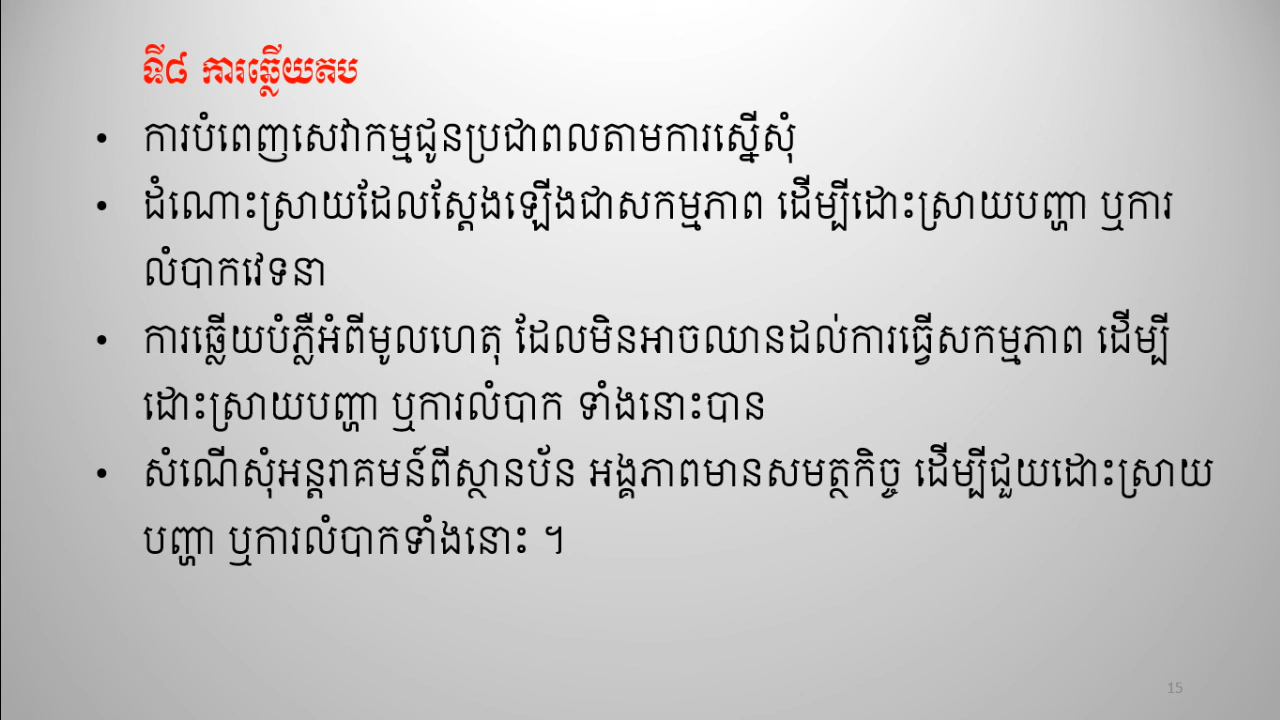 ទី៨ ការឆ្លើយតប
• ការបំពេញសេវាកម្មជូនប្រជាពលតាមការស្នើសុំ
• ដំណោះស្រាយដែលស្តែងឡើងជាសកម្មភាព ដើម្បីដោះស្រាយបញ្ហា ឬការ
លំបាកវេទនា
• ការឆ្លើយបំភ្លឺអំពីមូលហេតុ ដែលមិនអាចឈានដល់ការធ្វើសកម្មភាព ដើម្បី
ដោះស្រាយបញ្ហា ឬការលំបាក ទាំងនោះបាន
• សំណើសុំអន្តរាគមន៍ពីស្ថានប័ន អង្គភាពមានសមត្ថកិច្ច ដើម្បីជួយដោះស្រាយ
បញ្ហា ឬការលំបាកទាំងនោះ ។
15